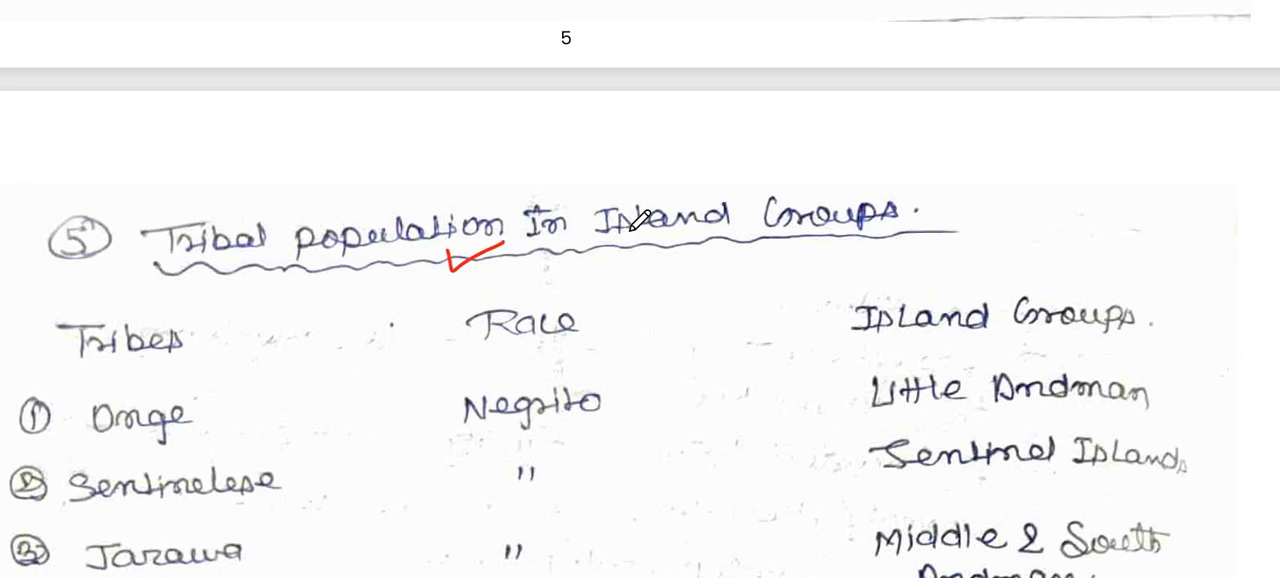 5
5 Tribal population In Island Groups.
Tribes Race Island Groups.
1 Onge Negrito Little Andman
2 Sentinelese " Sentinel Islands
3 Jarawa " Middle & South